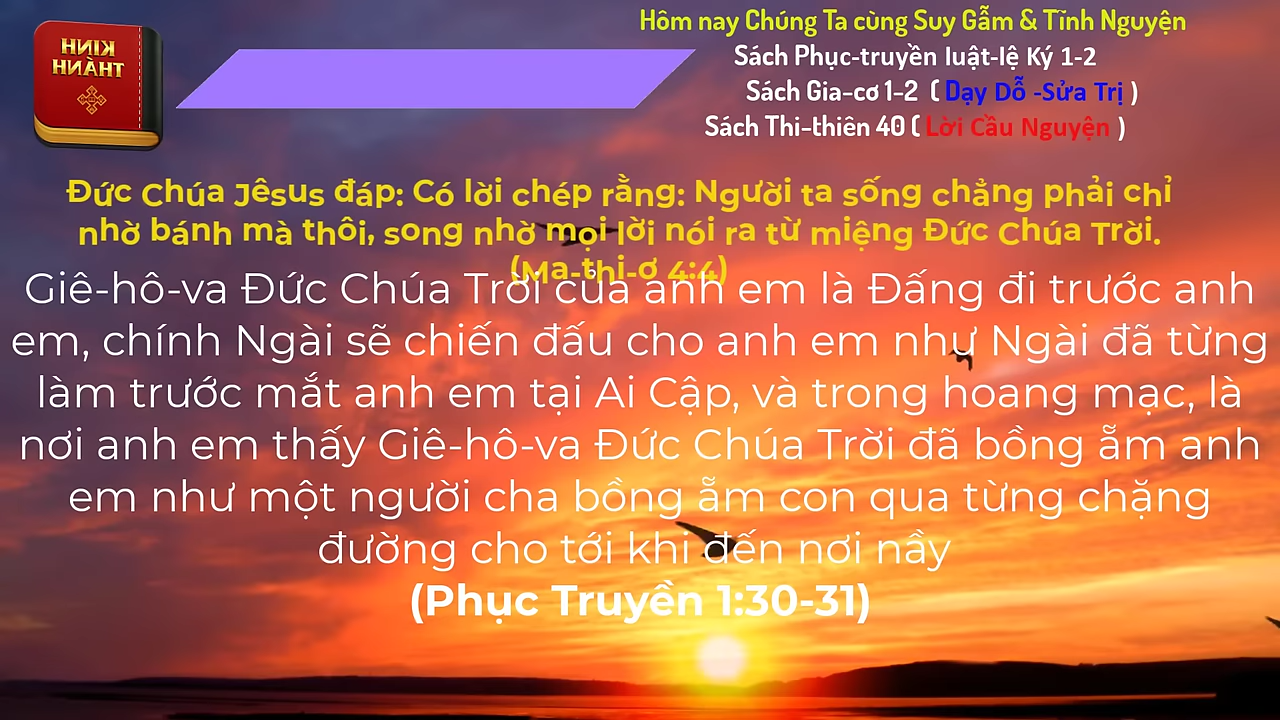 KINH
THÁNH
Hôm nay Chúng Ta cùng Suy Gẫm & Tĩnh Nguyện
Sách Phục-truyền luật-lệ Ký 1-2
Sách Gia-cơ 1-2 ( Dạy Dỗ -Sửa Trị )
Sách Thi-thiên 40 ( Lời Cầu Nguyện )
Đức Chúa Jêsus đáp: Có lời chép rằng: Người ta sống chẳng phải chỉ
nhờ bánh mà thôi, song nhờ mọi lời nói ra từ miệng Đức Chúa Trời.
(Ma-thi-ơ 4:4)
Giê-hô-va Đức Chúa Trời của anh em là Đấng đi trước anh
em, chính Ngài sẽ chiến đấu cho anh em như Ngài đã từng
làm trước mắt anh em tại Ai Cập, và trong hoang mạc, là
nơi anh em thấy Giê-hô-va Đức Chúa Trời đã bồng ẵm anh
em như một người cha bồng ẵm con qua từng chặng
đường cho tới khi đến nơi nầy
(Phục Truyền 1:30-31)